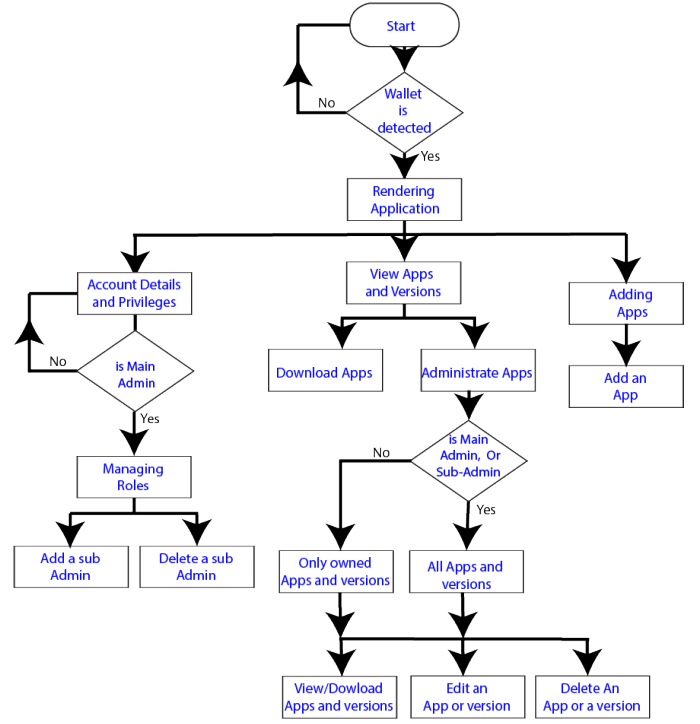 Start
Wallet
is
detected
No
Yes
Rendering
Application
Account Details
and Privileges
View Apps
and Versions
Adding
Apps
No
is Main
Admin
Download Apps
Administrate Apps
Add an
App
Yes
is Main
Admin, Or
Sub-Admin
No
Managing
Roles
Yes
Add a sub
Admin
Delete a sub
Admin
Only owned
Apps and versions
All Apps and
versions
View/Dowload
Apps and versions
Edit an
App or version
Delete An
App or a version